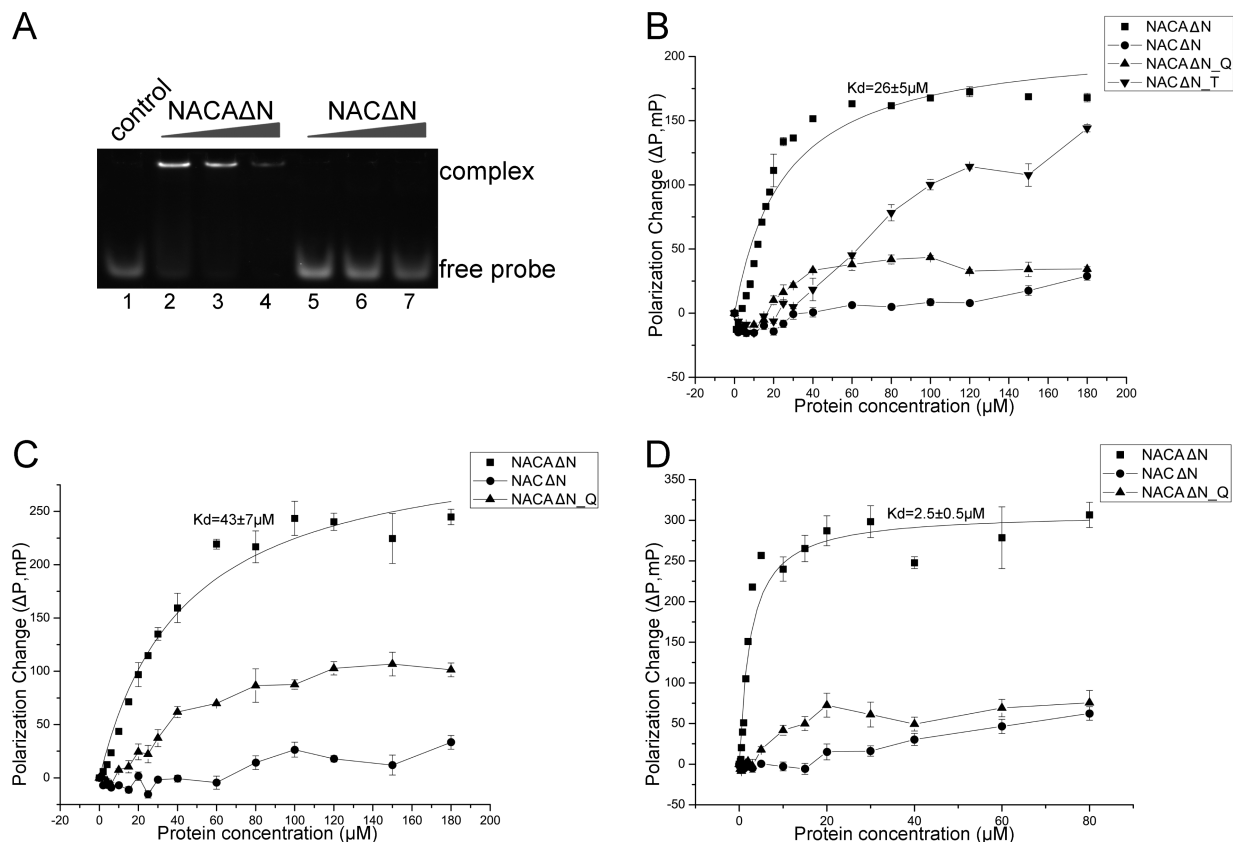 A
control
NACAΔN
NACΔN
complex
free probe
1 2 3 4 5 6 7
B
NACAΔN
NACΔN
NACAΔN_Q
NACΔN_T
Kd=26±5μM
Polarization Change (ΔP,mP)
200
150
100
50
0
-50
-20 0 20 40 60 80 100 120 140 160 180 200
Protein concentration (μM)
C
NACAΔN
NACΔN
NACAΔN_Q
Kd=43±7μM
Polarization Change (ΔP,mP)
250
200
150
100
50
0
-20 0 20 40 60 80 100 120 140 160 180 200
Protein concentration (μM)
D
NACAΔN
NACΔN
NACAΔN_Q
Kd=2.5±0.5μM
Polarization Change (ΔP,mP)
350
300
250
200
150
100
50
0
-50
0 20 40 60 80
Protein concentration (μM)